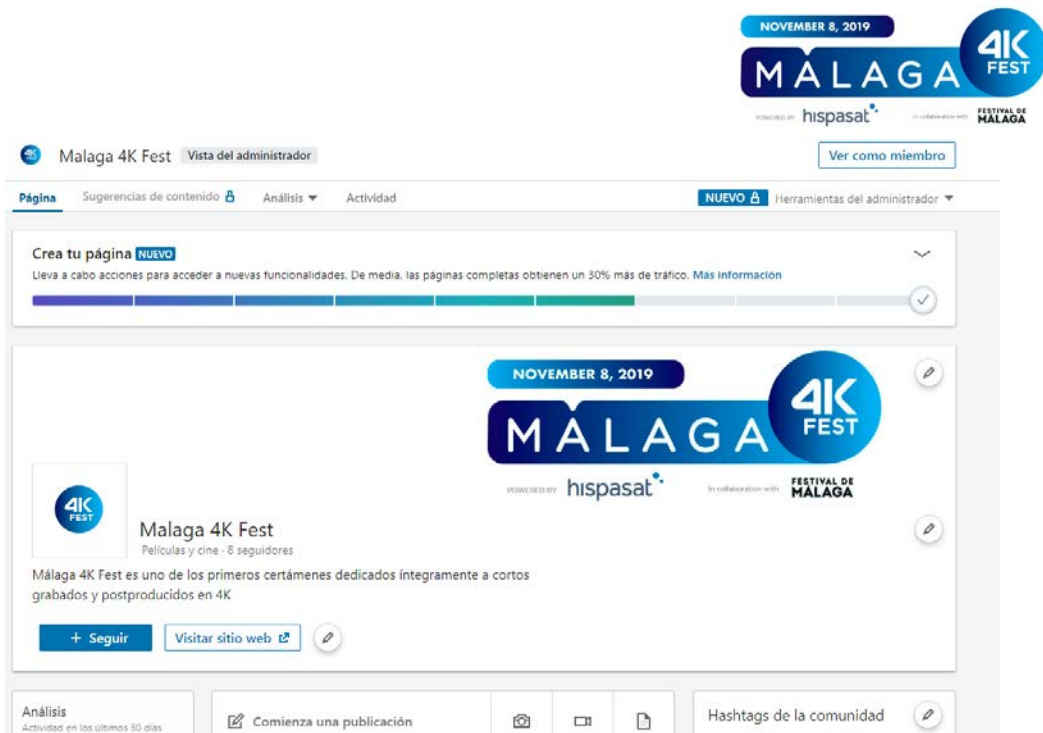 NOVEMBER 8, 2019
MÁLAGA
4K
FEST
POWERED BY hispasat
In collaboration with FESTIVAL DE
MÁLAGA
4K
FEST
Malaga 4K Fest Vista del administrador
Ver como miembro
Página Sugerencias de contenido Análisis Actividad NUEVO Herramientas del administrador
Crea tu página NUEVO
Lleva a cabo acciones para acceder a nuevas funcionalidades. De media, las páginas completas obtienen un 30% más de tráfico. Más información
NOVEMBER 8, 2019
MÁLAGA
4K
FEST
POWERED BY hispasat
In collaboration with FESTIVAL DE
MÁLAGA
4K
FEST
Malaga 4K Fest
Películas y cine · 8 seguidores
Málaga 4K Fest es uno de los primeros certámenes dedicados íntegramente a cortos
grabados y postproducidos en 4K
+ Seguir Visitar sitio web
Análisis
Actividad en los últimos 30 días
Comienza una publicación
Hashtags de la comunidad